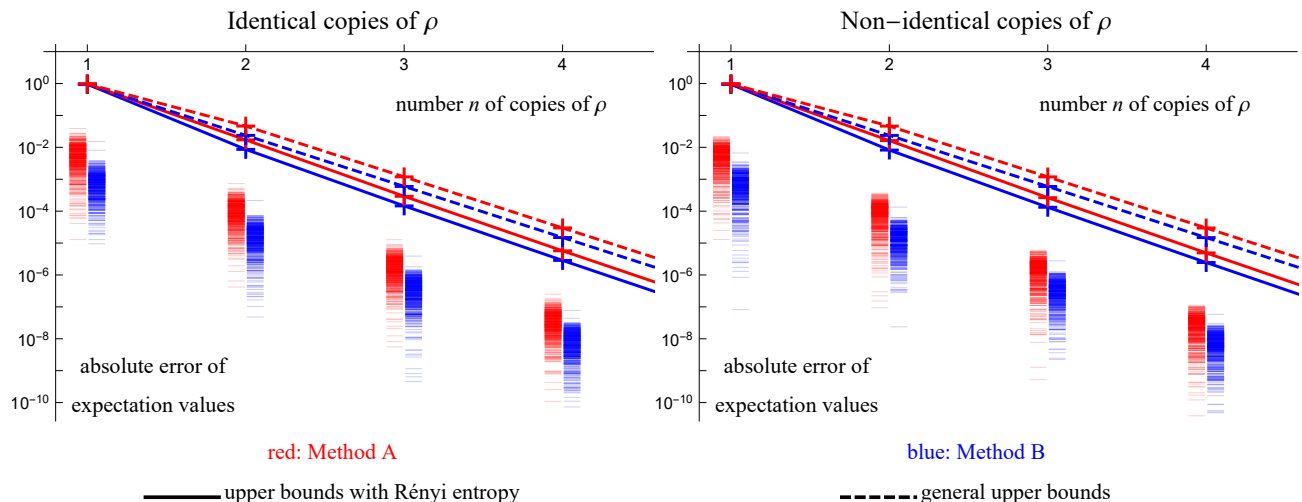 Identical copies of ρ
1 2 3 4
10^0
10^-2
10^-4
10^-6
10^-8
10^-10
number n of copies of ρ
absolute error of
expectation values
Non-identical copies of ρ
1 2 3 4
10^0
10^-2
10^-4
10^-6
10^-8
10^-10
number n of copies of ρ
absolute error of
expectation values
red: Method A
blue: Method B
upper bounds with Rényi entropy
general upper bounds